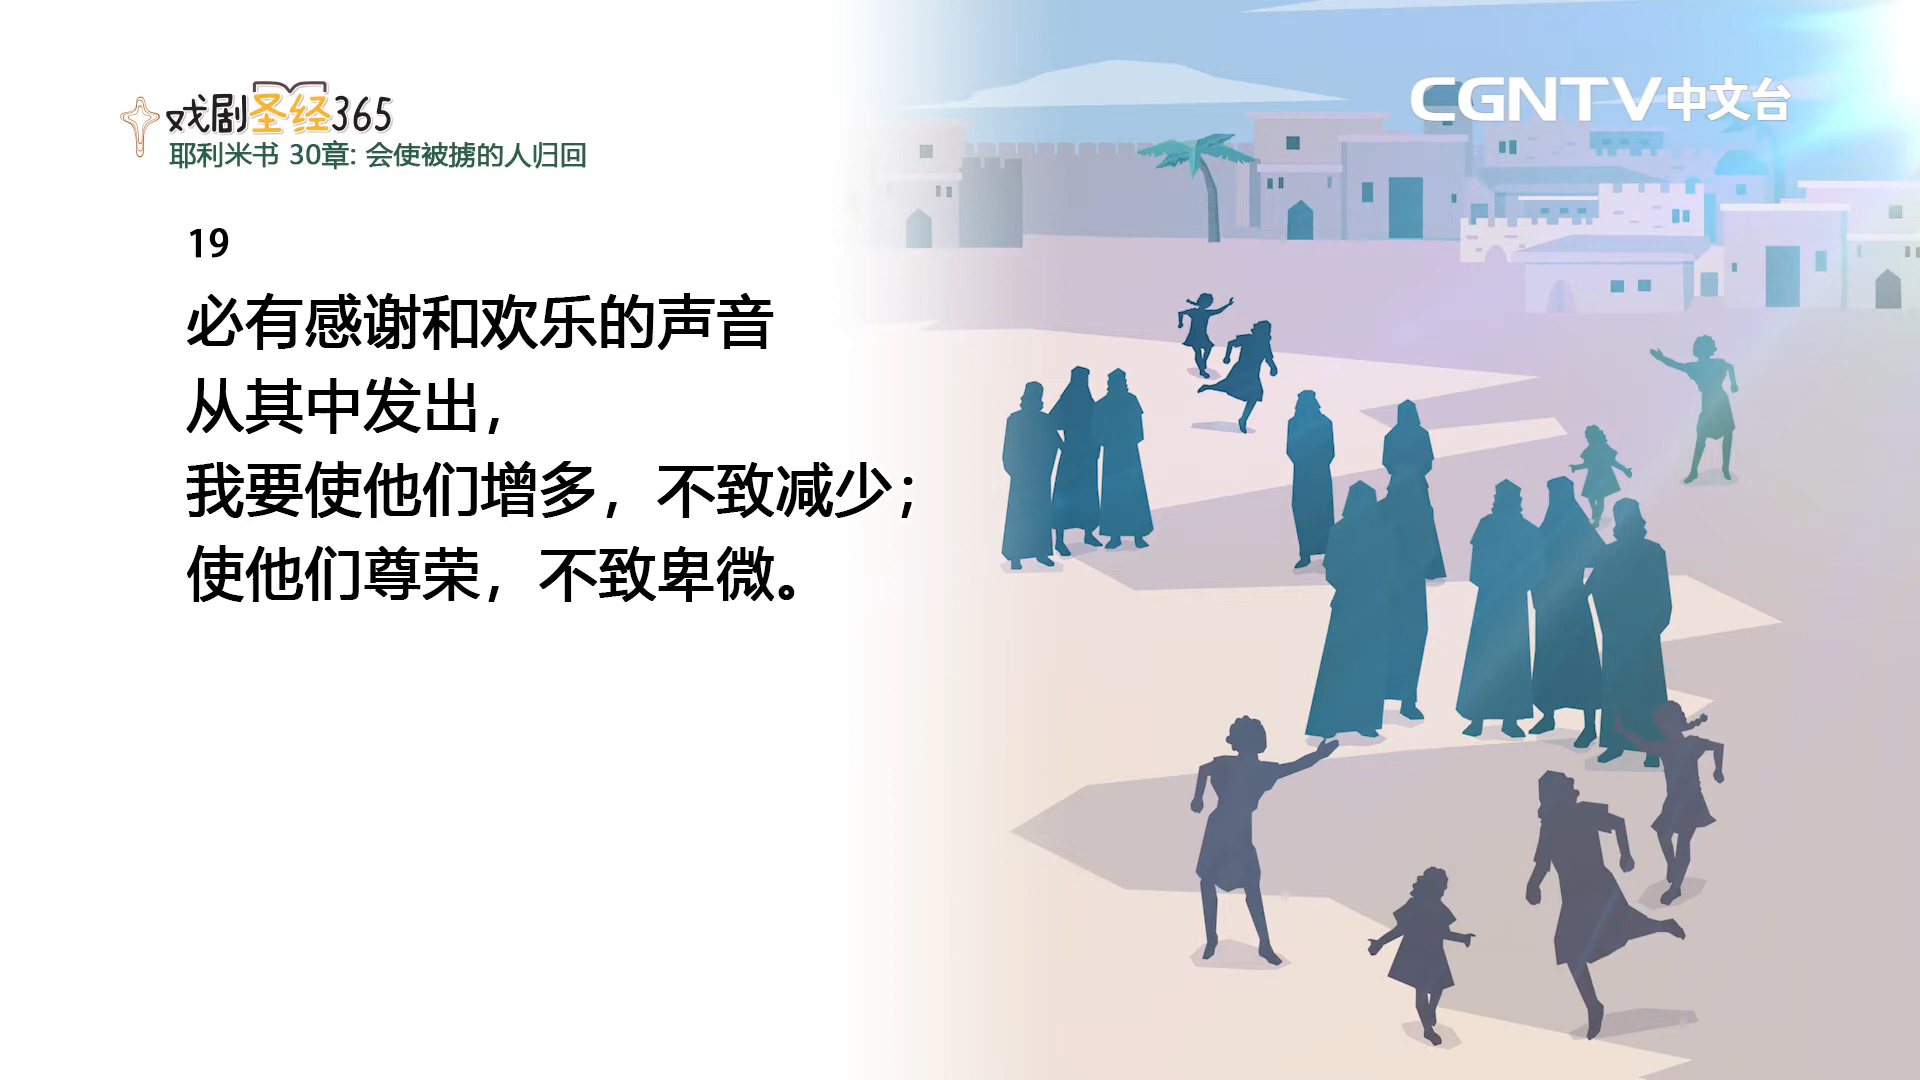 戏剧圣经365
CGNTV中文台
耶利米书 30章: 会使被掳的人归回
19
必有感谢和欢乐的声音
从其中发出，
我要使他们增多，不致减少；
使他们尊荣，不致卑微。